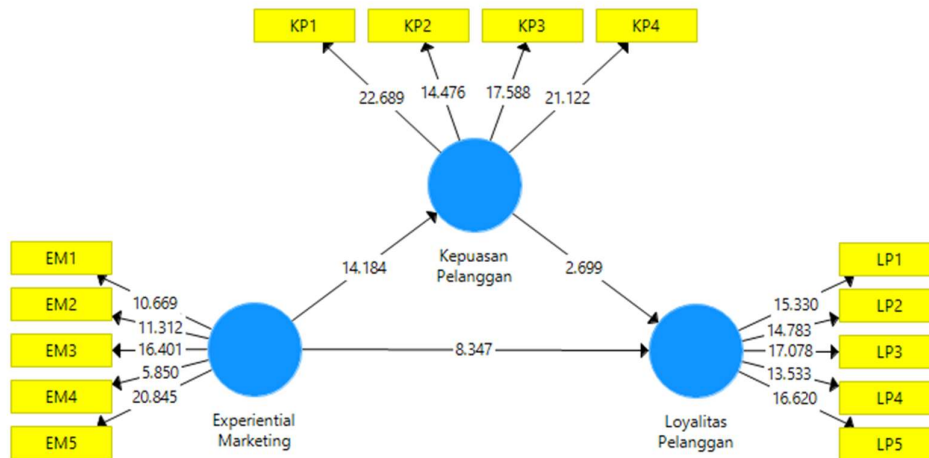 KP1
KP2
KP3
KP4
22.689
14.476
17.588
21.122
Kepuasan
Pelanggan
14.184
2.699
EM1
EM2
EM3
EM4
EM5
10.669
11.312
16.401
5.850
20.845
Experiential
Marketing
8.347
LP1
LP2
LP3
LP4
LP5
15.330
14.783
17.078
13.533
16.620
Loyalitas
Pelanggan